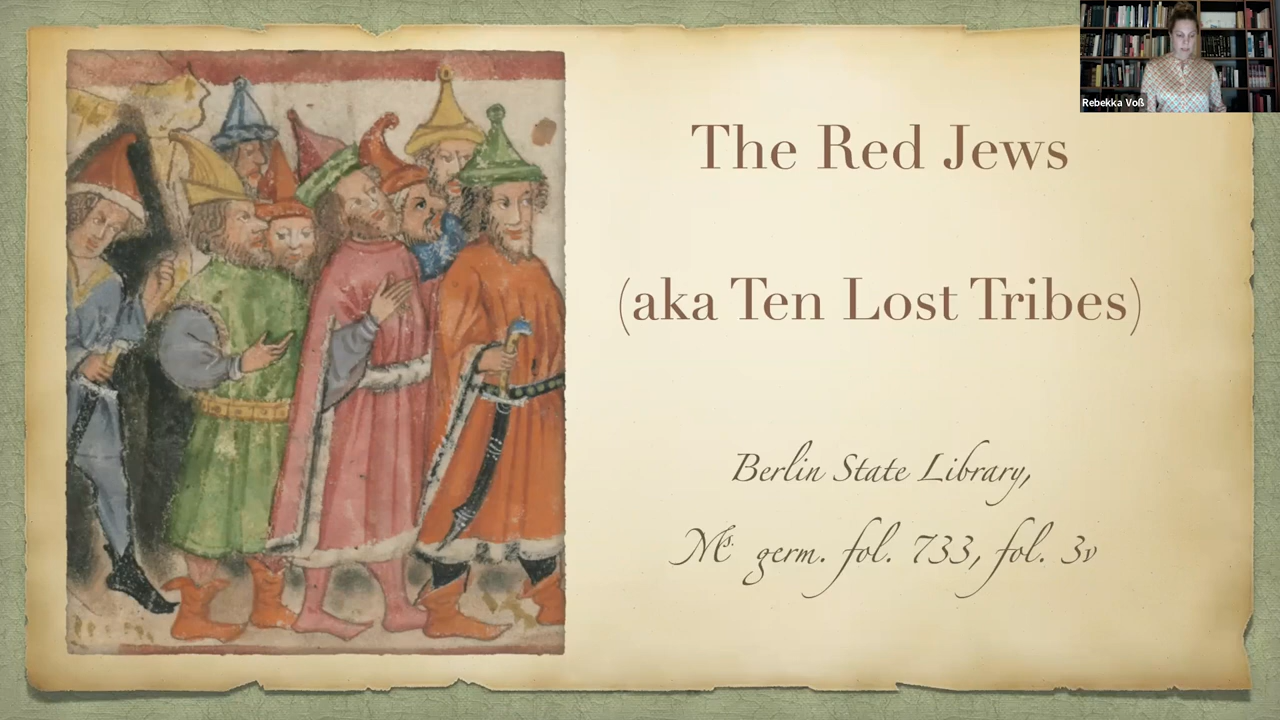 The Red Jews
(aka Ten Lost Tribes)
Berlin State Library,
Ms. germ. fol. 733, fol. 3v
Rebekka Voß